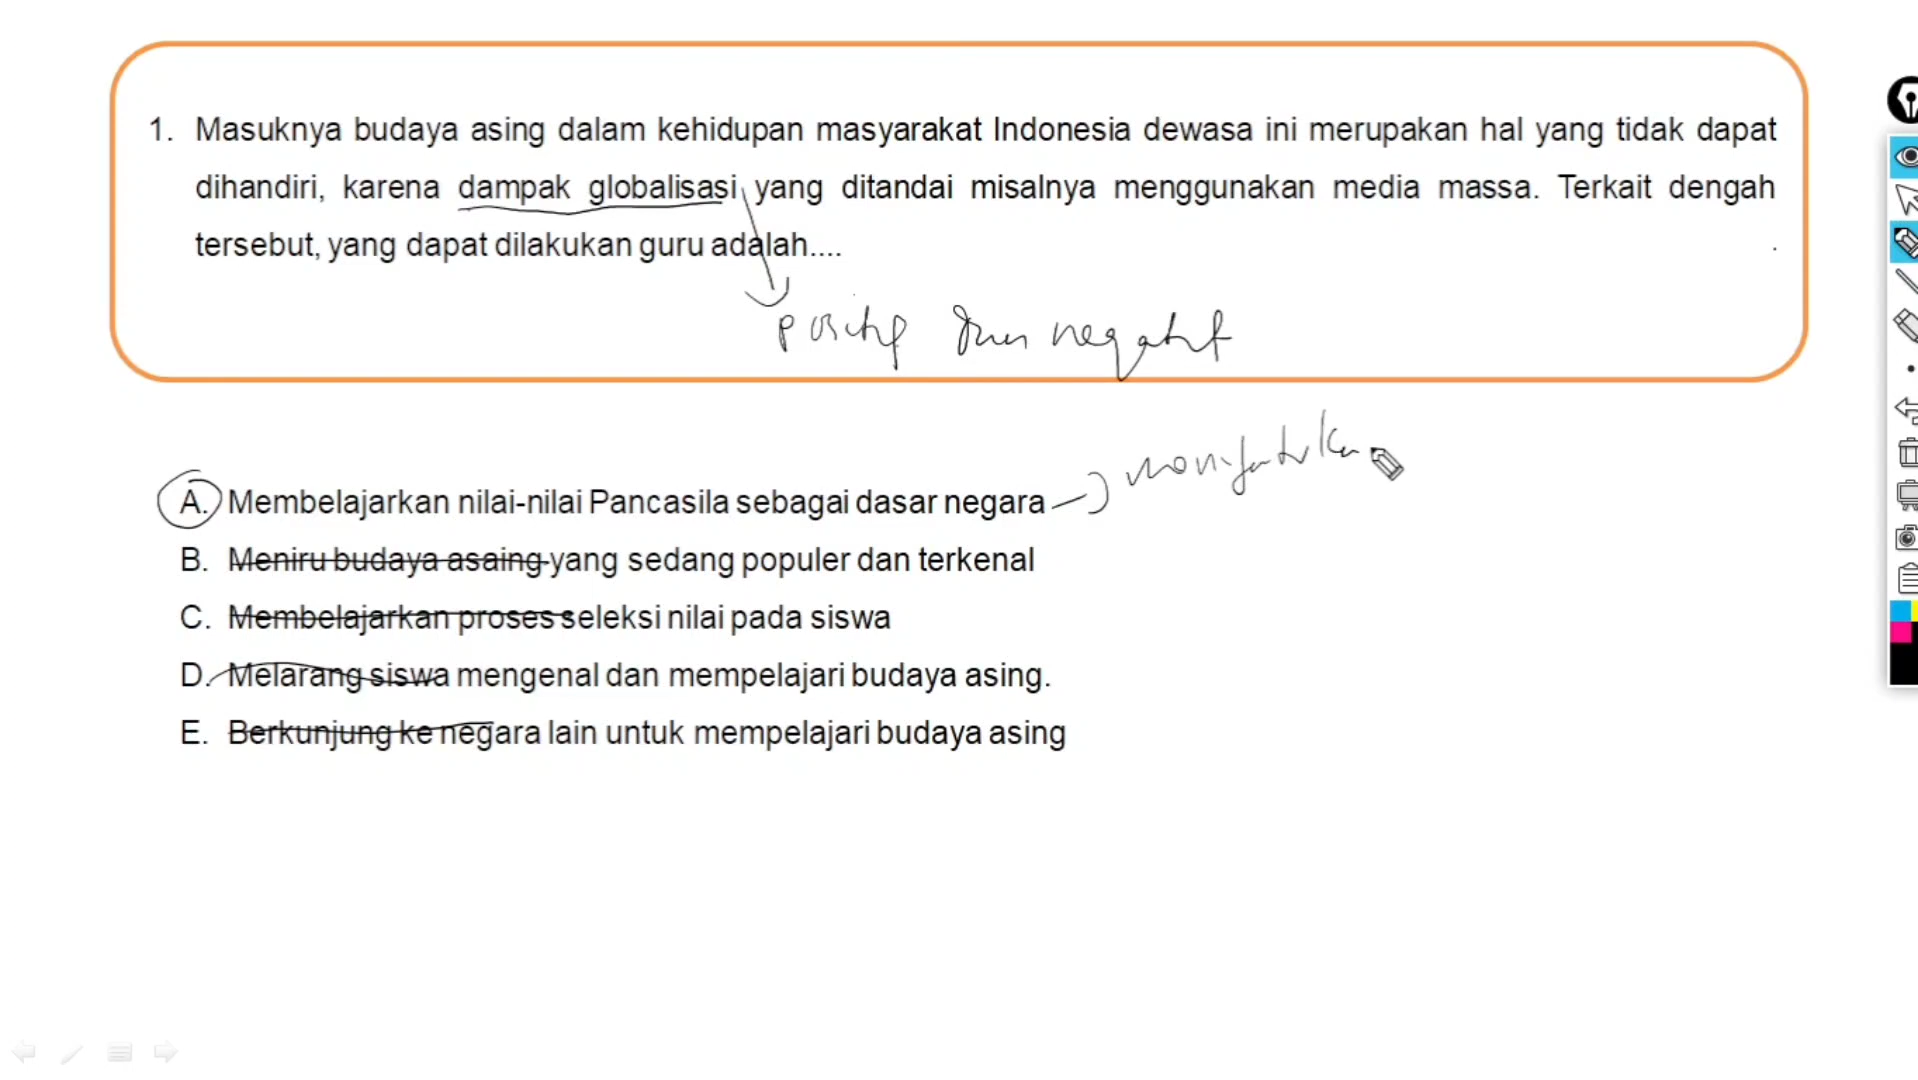 1. Masuknya budaya asing dalam kehidupan masyarakat Indonesia dewasa ini merupakan hal yang tidak dapat
dihandiri, karena dampak globalisasi yang ditandai misalnya menggunakan media massa. Terkait dengah
tersebut, yang dapat dilakukan guru adalah....
positif dan negatif
A. Membelajarkan nilai-nilai Pancasila sebagai dasar negara
B. Meniru budaya asaing yang sedang populer dan terkenal
C. Membelajarkan proses seleksi nilai pada siswa
D. Melarang siswa mengenal dan mempelajari budaya asing.
E. Berkunjung ke negara lain untuk mempelajari budaya asing